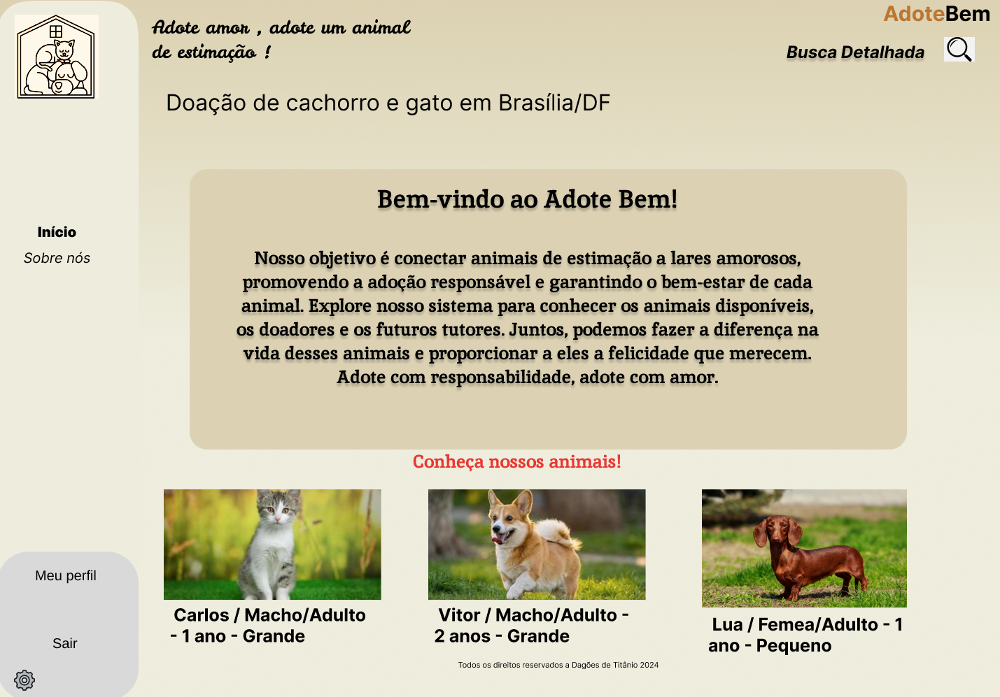 AdoteBem
Adote amor , adote um animal
de estimação !
Busca Detalhada
Doação de cachorro e gato em Brasília/DF
Início
Sobre nós
Bem-vindo ao Adote Bem!
Nosso objetivo é conectar animais de estimação a lares amorosos,
promovendo a adoção responsável e garantindo o bem-estar de cada
animal. Explore nosso sistema para conhecer os animais disponíveis,
os doadores e os futuros tutores. Juntos, podemos fazer a diferença na
vida desses animais e proporcionar a eles a felicidade que merecem.
Adote com responsabilidade, adote com amor.
Conheça nossos animais!
Carlos / Macho/Adulto
- 1 ano - Grande
Vitor / Macho/Adulto -
2 anos - Grande
Lua / Femea/Adulto - 1
ano - Pequeno
Meu perfil
Sair
Todos os direitos reservados a Dagões de Titânio 2024